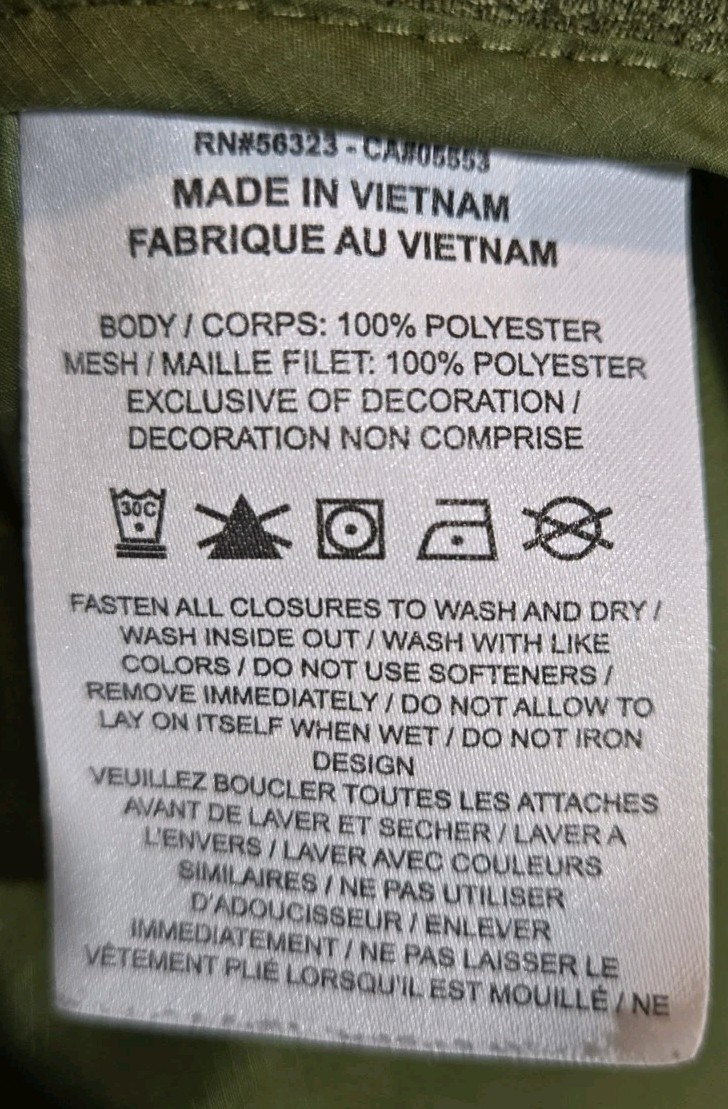 RN#56323 - CA#05553
MADE IN VIETNAM
FABRIQUE AU VIETNAM
BODY / CORPS: 100% POLYESTER
MESH / MAILLE FILET: 100% POLYESTER
EXCLUSIVE OF DECORATION /
DECORATION NON COMPRISE
30C
FASTEN ALL CLOSURES TO WASH AND DRY /
WASH INSIDE OUT / WASH WITH LIKE
COLORS / DO NOT USE SOFTENERS /
REMOVE IMMEDIATELY / DO NOT ALLOW TO
LAY ON ITSELF WHEN WET / DO NOT IRON
DESIGN
VEUILLEZ BOUCLER TOUTES LES ATTACHES
AVANT DE LAVER ET SECHER / LAVER A
L'ENVERS / LAVER AVEC COULEURS
SIMILAIRES / NE PAS UTILISER
D'ADOUCISSEUR / ENLEVER
IMMEDIATEMENT / NE PAS LAISSER LE
VÊTEMENT PLIÉ LORSQU'IL EST MOUILLÉ / NE